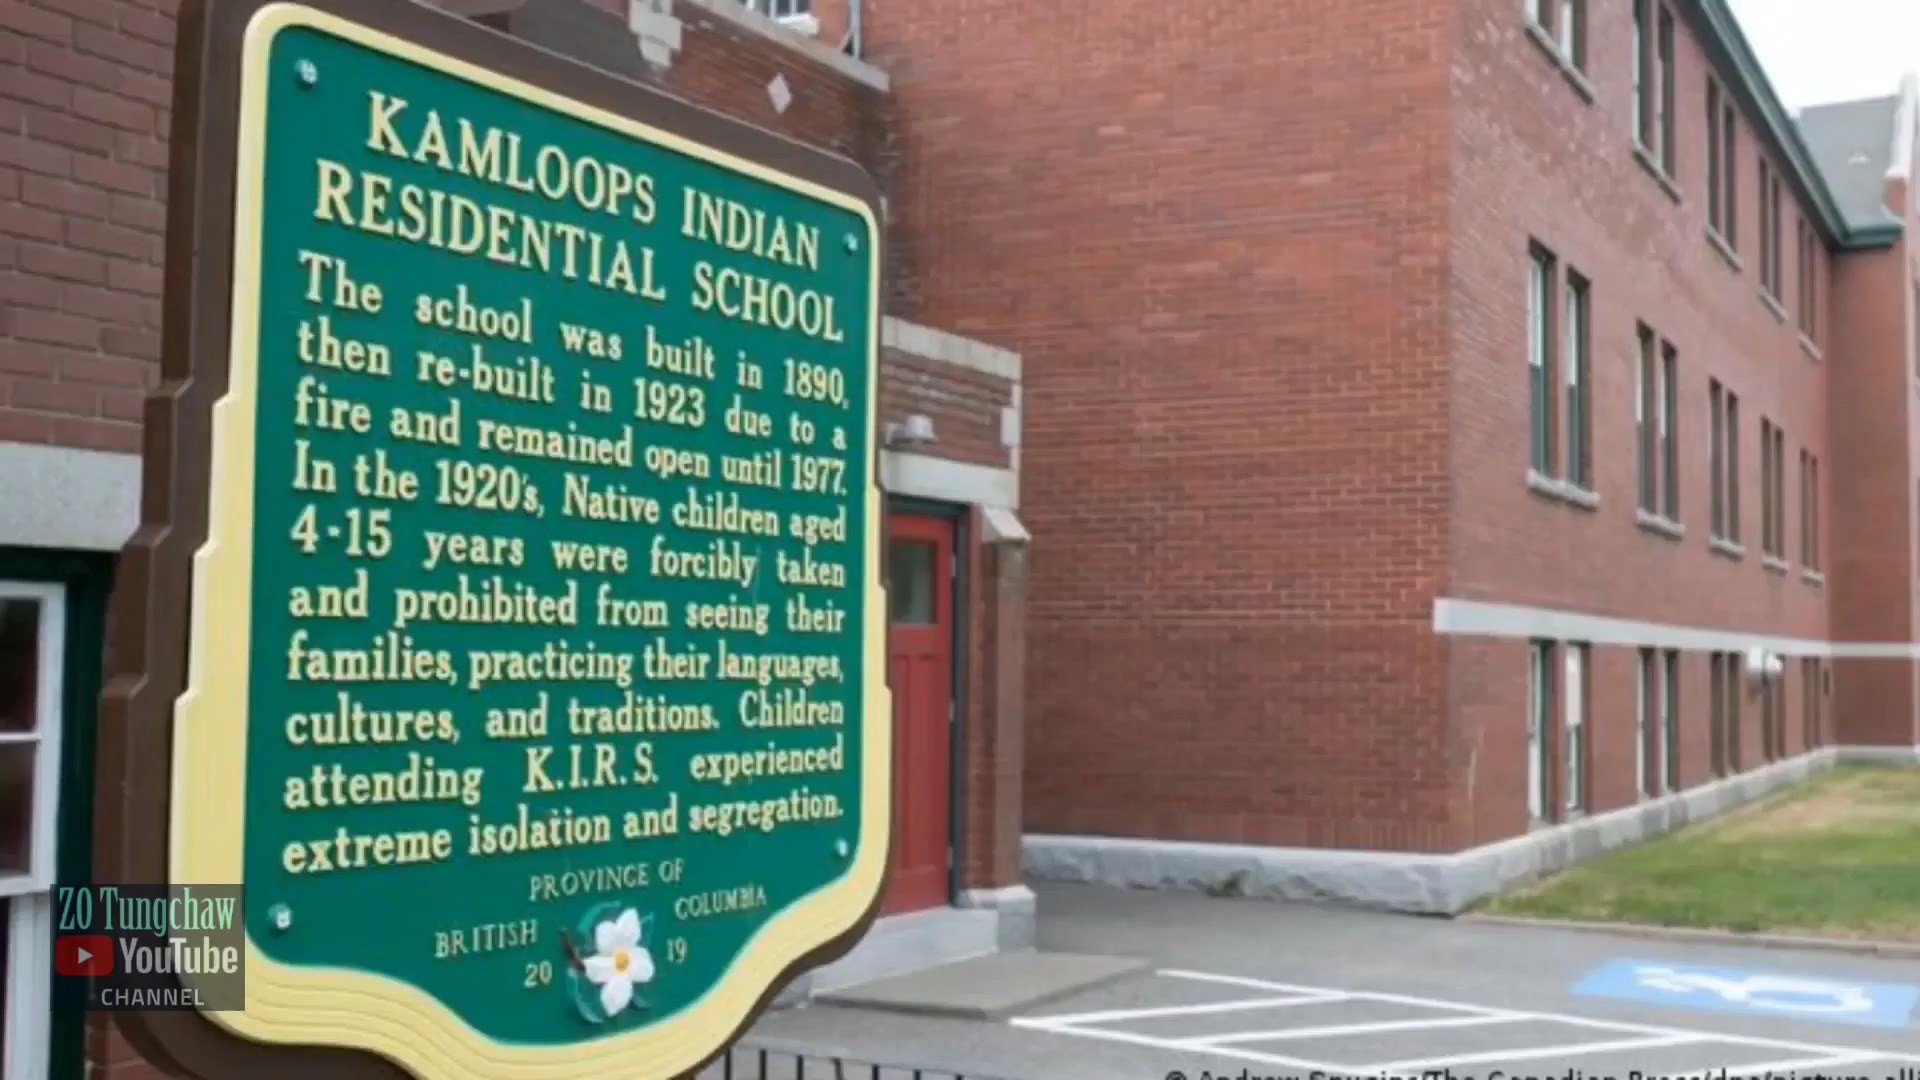 KAMLOOPS INDIAN
RESIDENTIAL SCHOOL
The school was built in 1890,
then re-built in 1923 due to a
fire and remained open until 1977.
In the 1920's, Native children aged
4-15 years were forcibly taken
and prohibited from seeing their
families, practicing their languages,
cultures, and traditions. Children
attending K.I.R.S. experienced
extreme isolation and segregation.
PROVINCE OF
BRITISH COLUMBIA
20 19
ZO Tungchaw
YouTube
CHANNEL